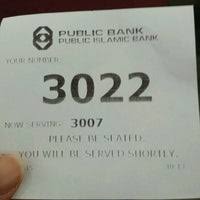 PUBLIC BANK
PUBLIC ISLAMIC BANK
YOUR NUMBER
3022
NOW SERVING: 3007
PLEASE BE SEATED.
YOU WILL BE SERVED SHORTLY.